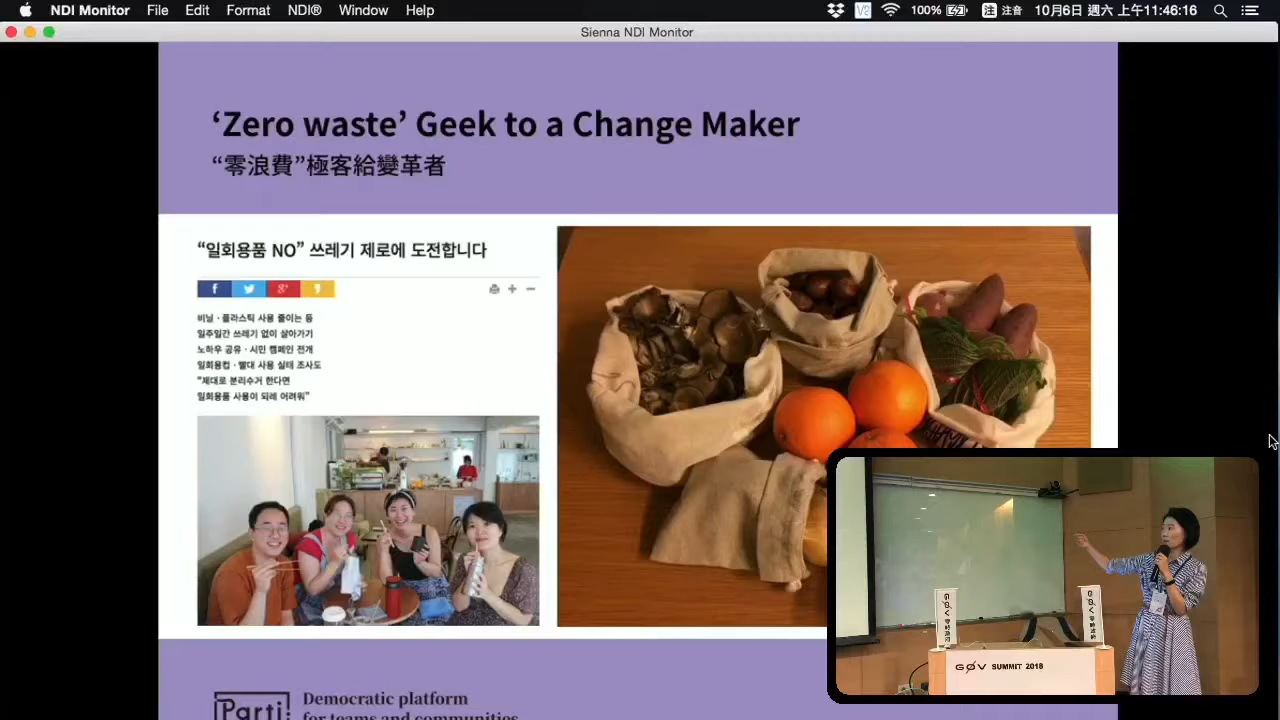 NDI Monitor File Edit Format NDI® Window Help
100% 注 注音 10月6日 週六 上午11:46:16
Sienna NDI Monitor
‘Zero waste’ Geek to a Change Maker
“零浪費”極客給變革者
“일회용품 NO” 쓰레기 제로에 도전합니다
비닐·플라스틱 사용 줄이는 등
일주일간 쓰레기 없이 살아가기
노하우 공유·시민 캠페인 전개
일회용컵·빨대 사용 실태 조사도
"제대로 분리수거 한다면
일회용품 사용이 되레 어려워"
GØV SUMMIT 2018
Parti
Democratic platform
for teams and communities